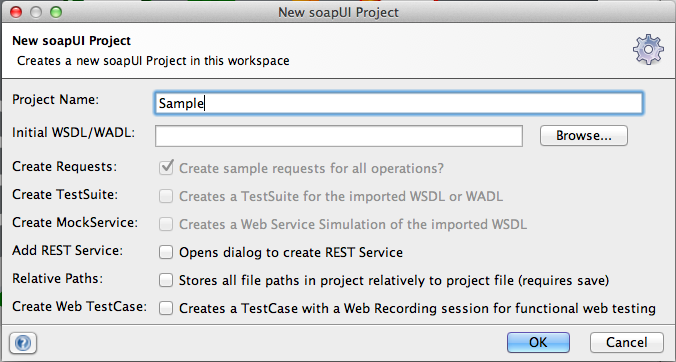 New soapUI Project
New soapUI Project
Creates a new soapUI Project in this workspace
Project Name: Sample
Initial WSDL/WADL: Browse...
Create Requests: Create sample requests for all operations?
Create TestSuite: Creates a TestSuite for the imported WSDL or WADL
Create MockService: Creates a Web Service Simulation of the imported WSDL
Add REST Service: Opens dialog to create REST Service
Relative Paths: Stores all file paths in project relatively to project file (requires save)
Create Web TestCase: Creates a TestCase with a Web Recording session for functional web testing
? OK Cancel